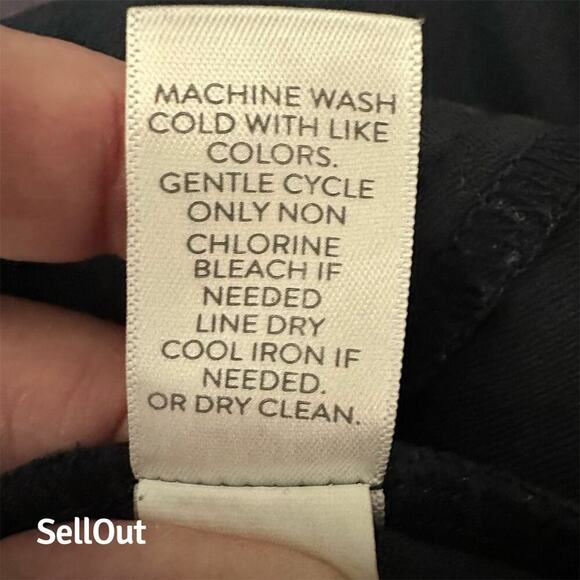 MACHINE WASH
COLD WITH LIKE
COLORS.
GENTLE CYCLE
ONLY NON
CHLORINE
BLEACH IF
NEEDED
LINE DRY
COOL IRON IF
NEEDED.
OR DRY CLEAN.
SellOut